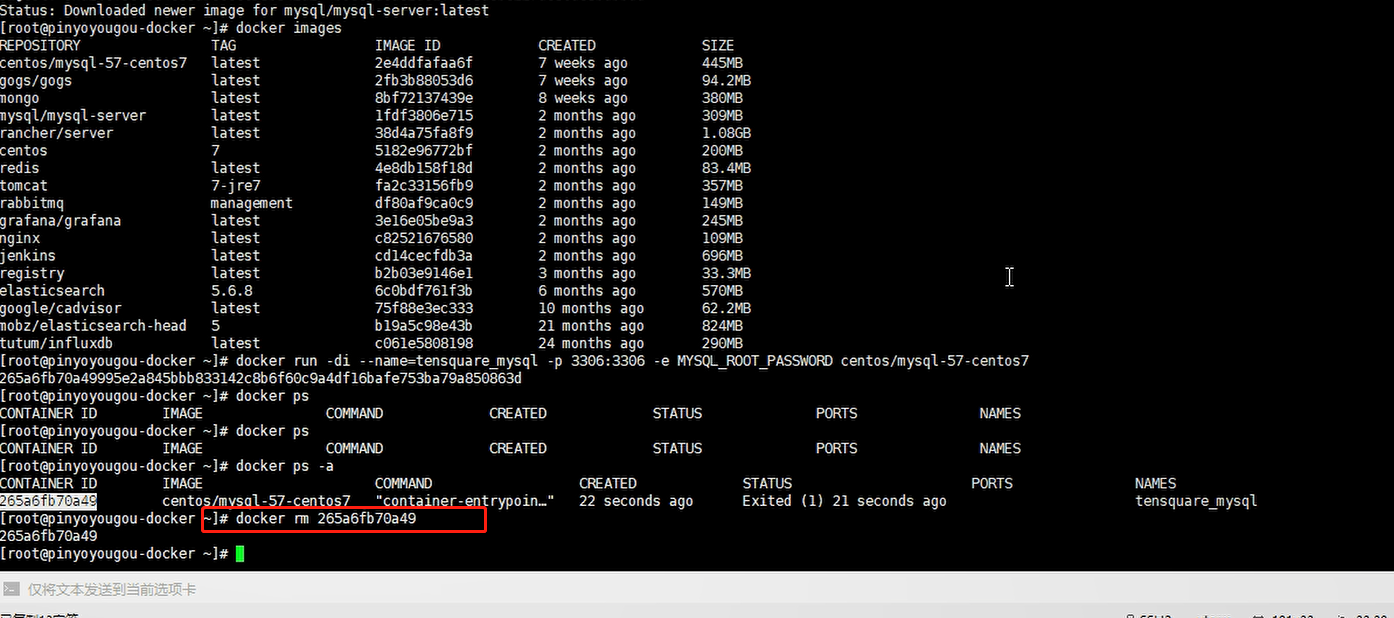 Status: Downloaded newer image for mysql/mysql-server:latest
[root@pinyoyougou-docker ~]# docker images
REPOSITORY TAG IMAGE ID CREATED SIZE
centos/mysql-57-centos7 latest 2e4ddfafaa6f 7 weeks ago 445MB
gogs/gogs latest 2fb3b88053d6 7 weeks ago 94.2MB
mongo latest 8bf72137439e 8 weeks ago 380MB
mysql/mysql-server latest 1fdf3806e715 2 months ago 309MB
rancher/server latest 38d4a75fa8f9 2 months ago 1.08GB
centos 7 5182e96772bf 2 months ago 200MB
redis latest 4e8db158f18d 2 months ago 83.4MB
tomcat 7-jre7 fa2c33156fb9 2 months ago 357MB
rabbitmq management df80af9ca0c9 2 months ago 149MB
grafana/grafana latest 3e16e05be9a3 2 months ago 245MB
nginx latest c82521676580 2 months ago 109MB
jenkins latest cd14cecfdb3a 2 months ago 696MB
registry latest b2b03e9146e1 3 months ago 33.3MB
elasticsearch 5.6.8 6c0bdf761f3b 6 months ago 570MB
google/cadvisor latest 75f88e3ec333 10 months ago 62.2MB
mobz/elasticsearch-head 5 b19a5c98e43b 21 months ago 824MB
tutum/influxdb latest c061e5808198 24 months ago 290MB
[root@pinyoyougou-docker ~]# docker run -di --name=tensquare_mysql -p 3306:3306 -e MYSQL_ROOT_PASSWORD centos/mysql-57-centos7
265a6fb70a49995e2a845bbb833142c8b6f60c9a4df16bafe753ba79a850863d
[root@pinyoyougou-docker ~]# docker ps
CONTAINER ID IMAGE COMMAND CREATED STATUS PORTS NAMES
[root@pinyoyougou-docker ~]# docker ps
CONTAINER ID IMAGE COMMAND CREATED STATUS PORTS NAMES
[root@pinyoyougou-docker ~]# docker ps -a
CONTAINER ID IMAGE COMMAND CREATED STATUS PORTS NAMES
265a6fb70a49 centos/mysql-57-centos7 "container-entrypoin…" 22 seconds ago Exited (1) 21 seconds ago tensquare_mysql
[root@pinyoyougou-docker ~]# docker rm 265a6fb70a49
265a6fb70a49
[root@pinyoyougou-docker ~]#
仅将文本发送到当前选项卡